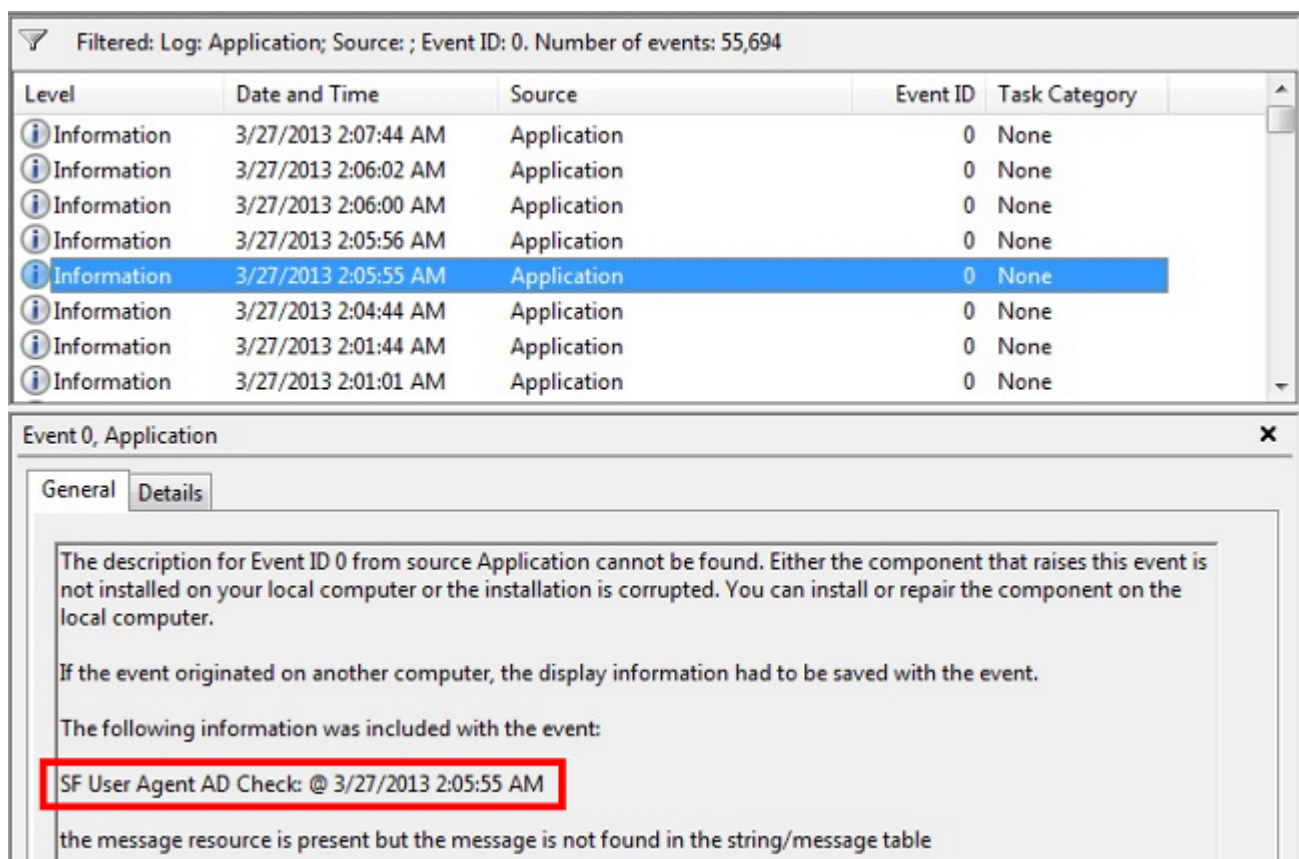 Filtered: Log: Application; Source: ; Event ID: 0. Number of events: 55,694
Level Date and Time Source Event ID Task Category
Information 3/27/2013 2:07:44 AM Application 0 None
Information 3/27/2013 2:06:02 AM Application 0 None
Information 3/27/2013 2:06:00 AM Application 0 None
Information 3/27/2013 2:05:56 AM Application 0 None
Information 3/27/2013 2:05:55 AM Application 0 None
Information 3/27/2013 2:04:44 AM Application 0 None
Information 3/27/2013 2:01:44 AM Application 0 None
Information 3/27/2013 2:01:01 AM Application 0 None
Event 0, Application
General Details
The description for Event ID 0 from source Application cannot be found. Either the component that raises this event is
not installed on your local computer or the installation is corrupted. You can install or repair the component on the
local computer.
If the event originated on another computer, the display information had to be saved with the event.
The following information was included with the event:
SF User Agent AD Check: @ 3/27/2013 2:05:55 AM
the message resource is present but the message is not found in the string/message table